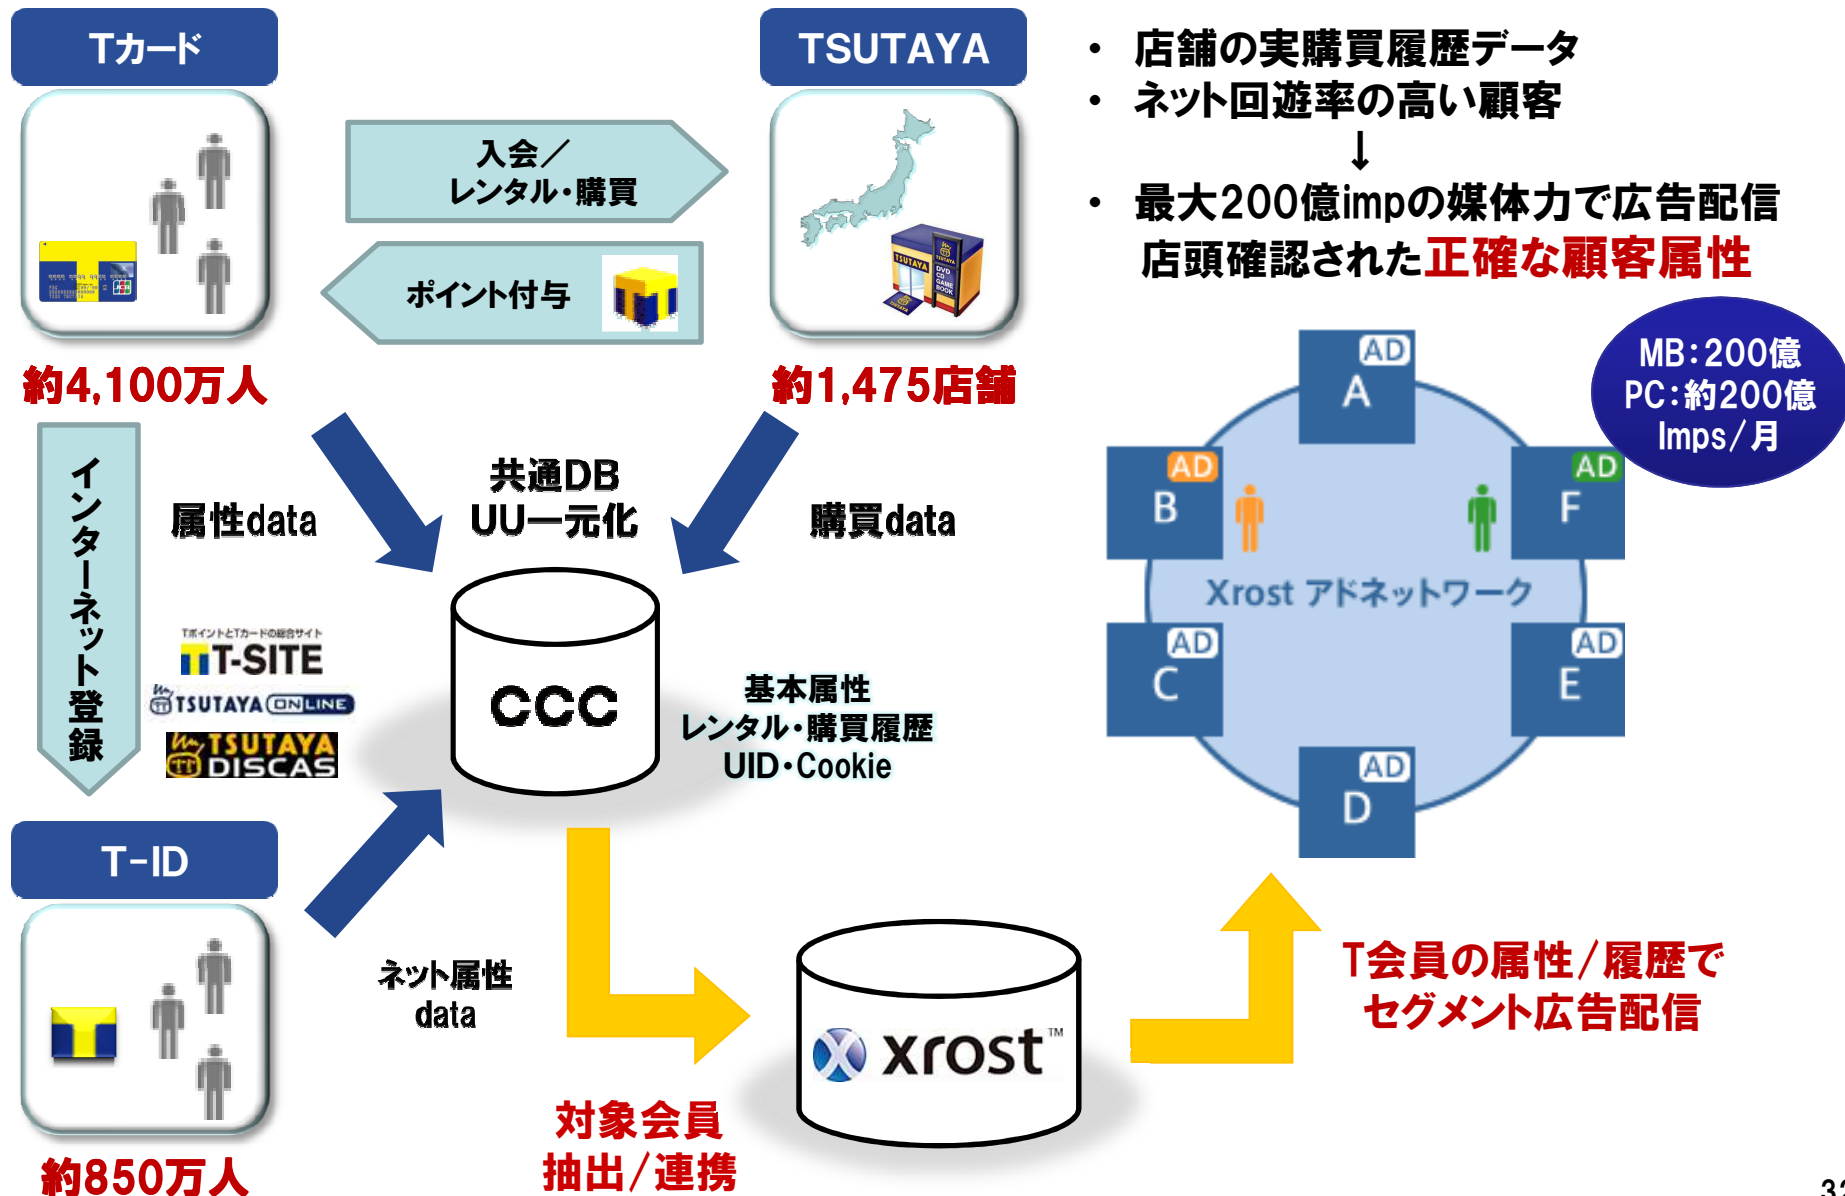 Tカード
TSUTAYA
・ 店舗の実購買履歴データ
・ ネット回遊率の高い顧客
↓
・ 最大200億impの媒体力で広告配信
店頭確認された正確な顧客属性
入会／
レンタル・購買
ポイント付与
TSUTAYA
DVD
CD
GAME
BOOK
約4,100万人
約1,475店舗
MB：200億
PC：約200億
Imps/月
インターネット登録
属性data
共通DB
UU一元化
購買data
TポイントとTカードの総合サイト
T-SITE
TSUTAYA ONLINE
TSUTAYA
DISCAS
CCC
基本属性
レンタル・購買履歴
UID・Cookie
AD
A
AD
B
AD
F
Xrost アドネットワーク
AD
C
AD
E
AD
D
T-ID
ネット属性
data
約850万人
対象会員
抽出/連携
xrost™
T会員の属性/履歴で
セグメント広告配信